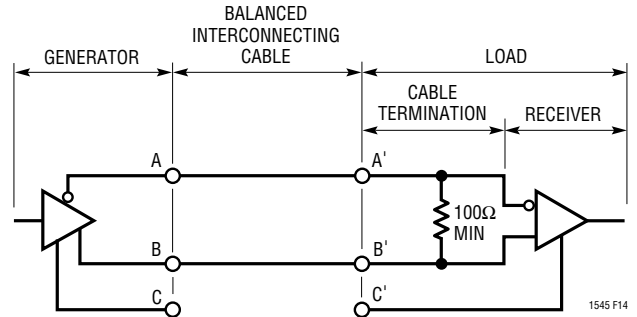 BALANCED
INTERCONNECTING
CABLE
GENERATOR
LOAD
CABLE
TERMINATION
RECEIVER
A
A'
100Ω
MIN
B
B'
C
C'
1545 F14